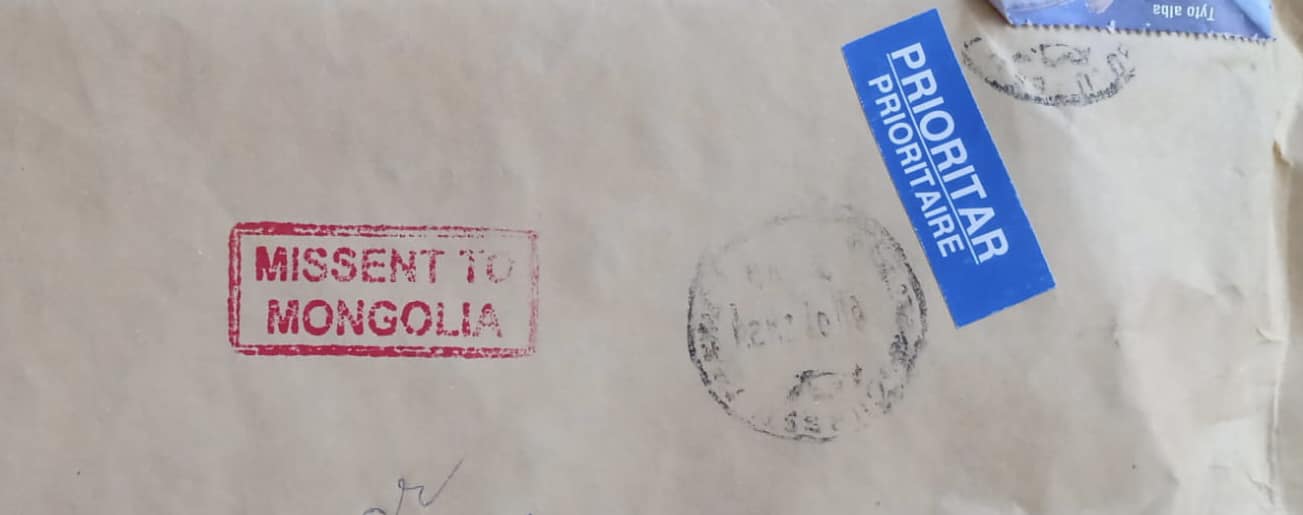 Tyto alba
PRIORITAR
PRIORITAIRE
MISSENT TO
MONGOLIA